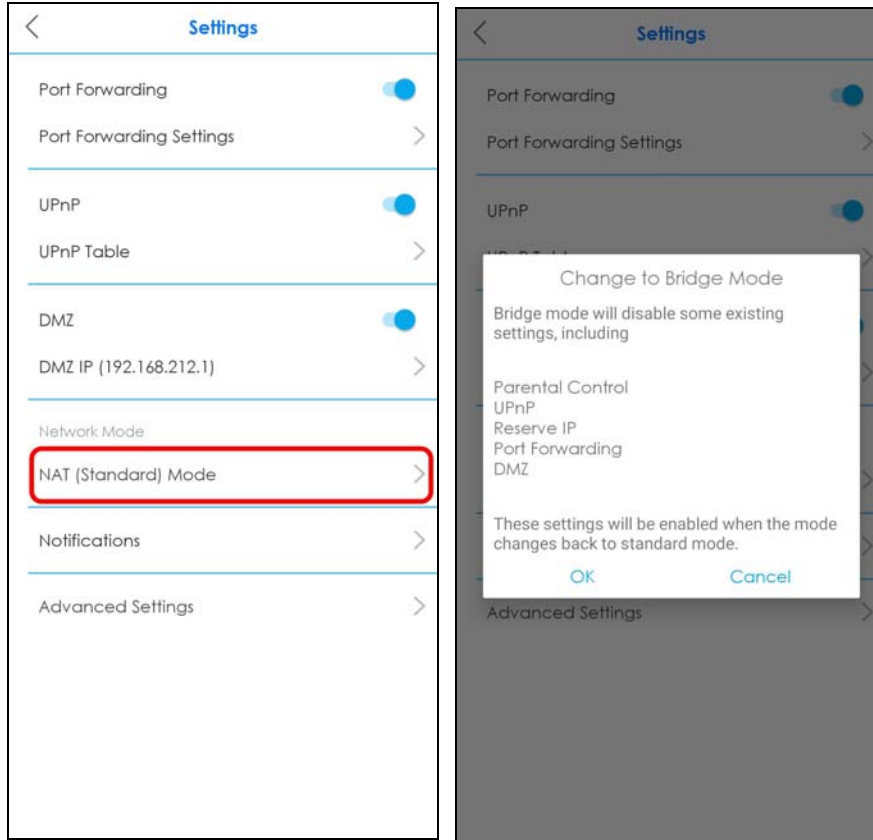 Settings
Port Forwarding
Port Forwarding Settings
UPnP
UPnP Table
DMZ
DMZ IP (192.168.212.1)
Network Mode
NAT (Standard) Mode
Notifications
Advanced Settings
Settings
Port Forwarding
Port Forwarding Settings
UPnP
Change to Bridge Mode
Bridge mode will disable some existing
settings, including
Parental Control
UPnP
Reserve IP
Port Forwarding
DMZ
These settings will be enabled when the mode
changes back to standard mode.
OK Cancel
Advanced Settings